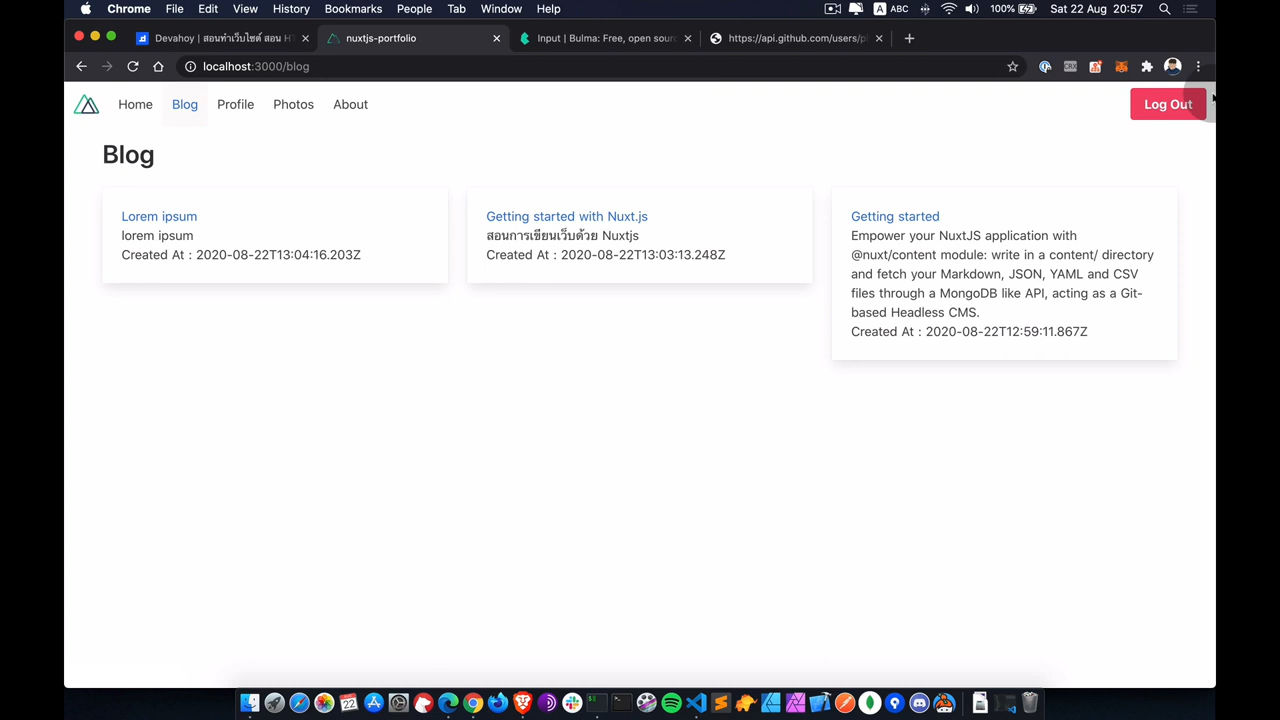 Chrome File Edit View History Bookmarks People Tab Window Help A ABC 100% Sat 22 Aug 20:57
Devahoy | สอนทำเว็บไซต์ สอน HT
nuxtjs-portfolio
Input | Bulma: Free, open sour
https://api.github.com/users/p
localhost:3000/blog
Home Blog Profile Photos About Log Out
Blog
Lorem ipsum
lorem ipsum
Created At : 2020-08-22T13:04:16.203Z
Getting started with Nuxt.js
สอนการเขียนเว็บด้วย Nuxtjs
Created At : 2020-08-22T13:03:13.248Z
Getting started
Empower your NuxtJS application with
@nuxt/content module: write in a content/ directory
and fetch your Markdown, JSON, YAML and CSV
files through a MongoDB like API, acting as a Git-
based Headless CMS.
Created At : 2020-08-22T12:59:11.867Z
22